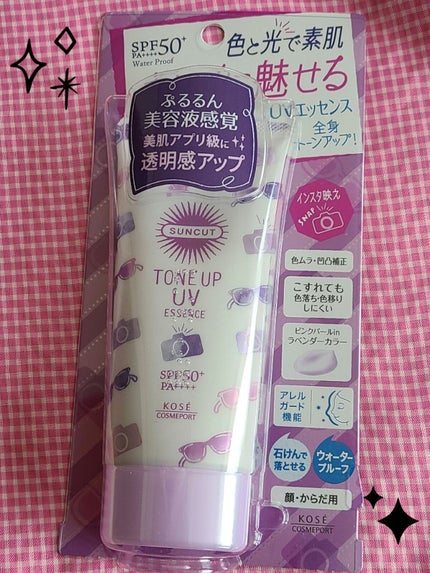 SPF50+
PA++++
Water Proof
色と光で素肌
魅せる
UVエッセンス
全身
トーンアップ!
ぷるるん
美容液感覚
美肌アプリ級に
透明感アップ
インスタ映え
SNAP
SUNCUT
TONE UP
UV
ESSENCE
SPF50+
PA++++
KOSÉ
COSMEPORT
色ムラ・凹凸補正
こすれても
色落ち・色移り
しにくい
ピンクパールin
ラベンダーカラー
アレル
ガード
機能
石けんで
落とせる
ウォーター
プルーフ
顔・からだ用
KOSÉ
COSMEPORT